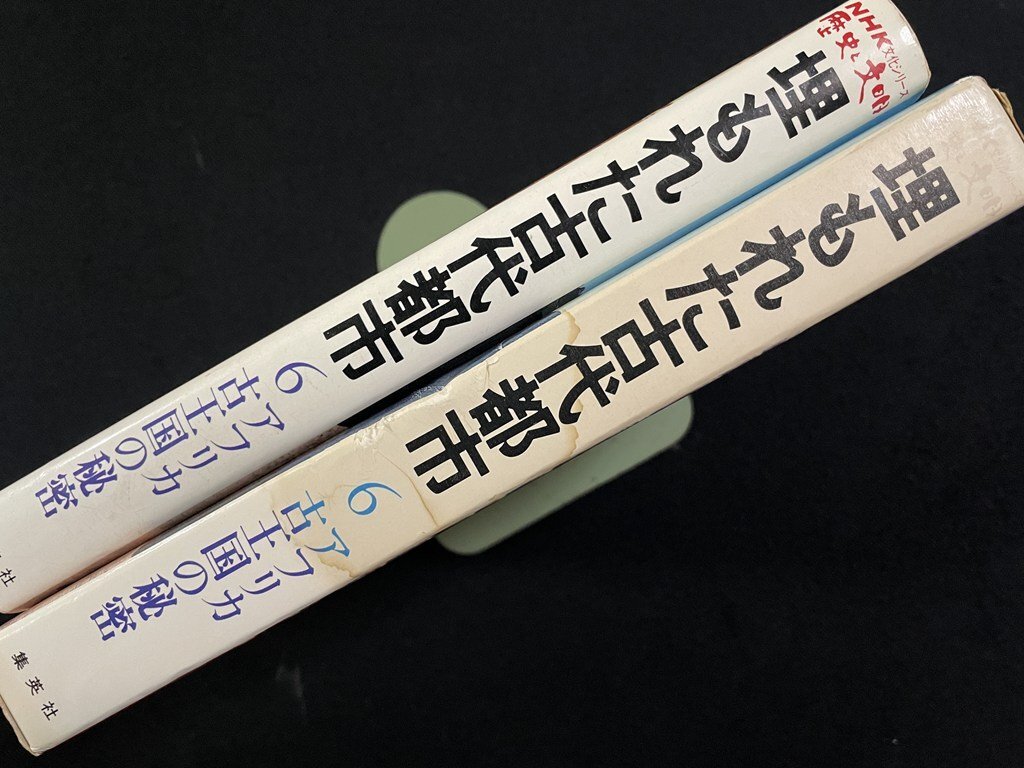 NHK文化シリーズ
歴史と文明
埋もれた古代都市
6
アフリカ
古王国の秘密
社
埋もれた古代都市
6
アフリカ
古王国の秘密
集英社